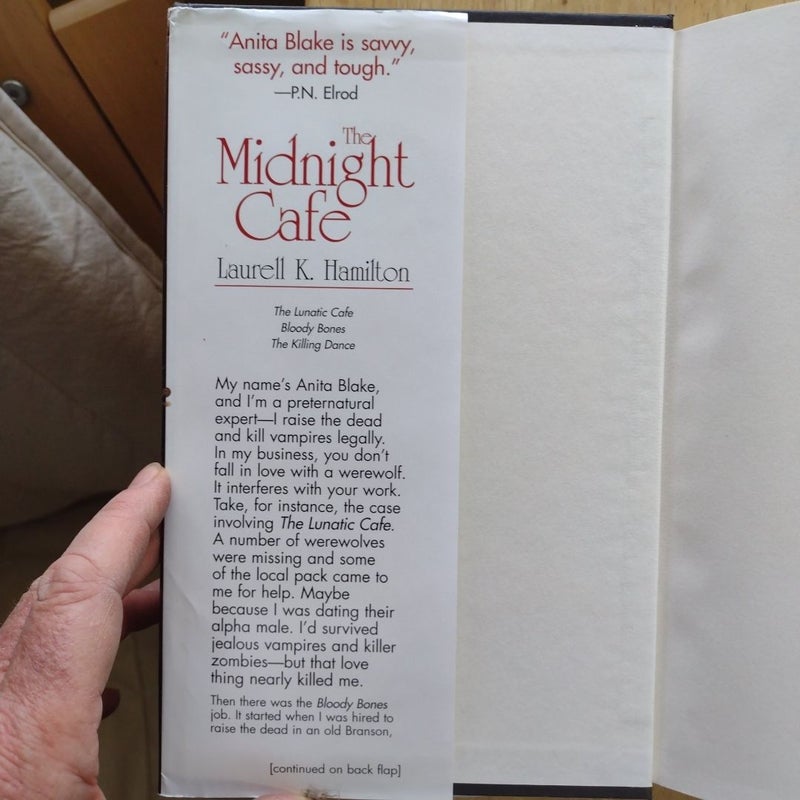 “Anita Blake is savvy,
sassy, and tough.”
—P.N. Elrod
The
Midnight
Cafe
Laurell K. Hamilton
The Lunatic Cafe
Bloody Bones
The Killing Dance
My name’s Anita Blake,
and I’m a preternatural
expert—I raise the dead
and kill vampires legally.
In my business, you don’t
fall in love with a werewolf.
It interferes with your work.
Take, for instance, the case
involving The Lunatic Cafe.
A number of werewolves
were missing and some
of the local pack came to
me for help. Maybe
because I was dating their
alpha male. I’d survived
jealous vampires and killer
zombies—but that love
thing nearly killed me.
Then there was the Bloody Bones
job. It started when I was hired to
raise the dead in an old Branson,
[continued on back flap]